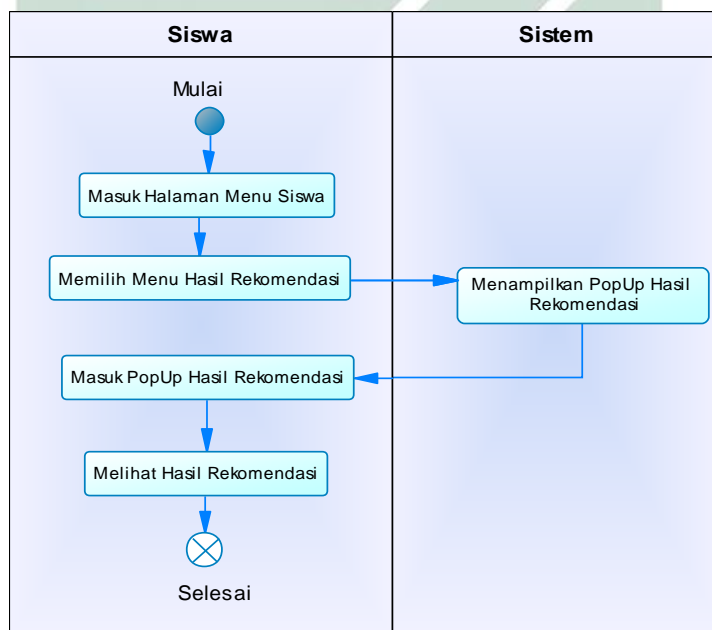 Siswa
Sistem
Mulai
Masuk Halaman Menu Siswa
Memilih Menu Hasil Rekomendasi
Menampilkan PopUp Hasil
Rekomendasi
Masuk PopUp Hasil Rekomendasi
Melihat Hasil Rekomendasi
Selesai